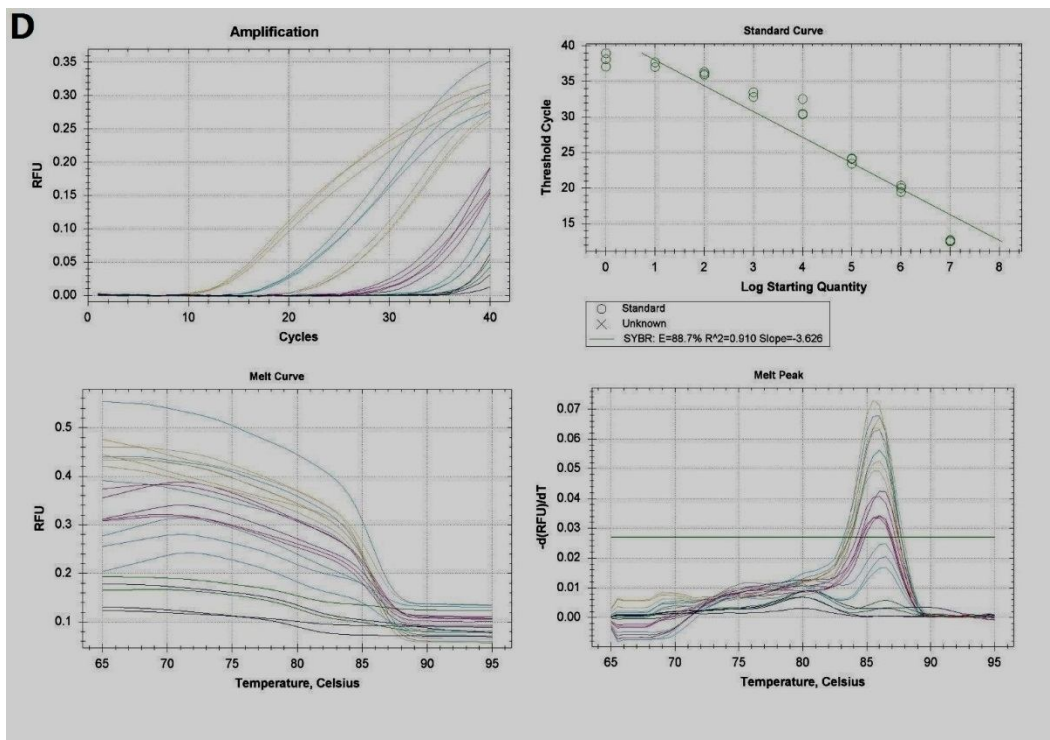 D
Amplification
0.35
0.30
0.25
0.20
0.15
0.10
0.05
0.00
RFU
0 10 20 30 40
Cycles
Standard Curve
40
35
30
25
20
15
Threshold Cycle
0 1 2 3 4 5 6 7 8
Log Starting Quantity
Standard
Unknown
SYBR: E=88.7% R^2=0.910 Slope=-3.626
Melt Curve
0.5
0.4
0.3
0.2
0.1
RFU
65 70 75 80 85 90 95
Temperature, Celsius
Melt Peak
0.07
0.06
0.05
0.04
0.03
0.02
0.01
0.00
-d(RFU)/dT
65 70 75 80 85 90 95
Temperature, Celsius